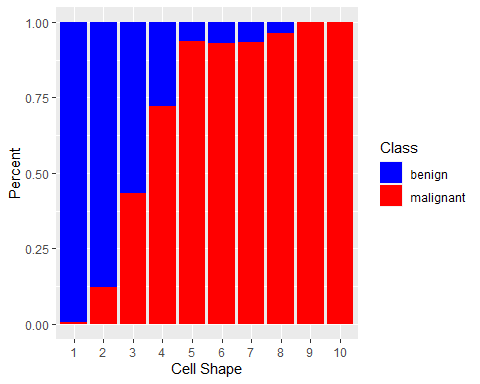 1.00
0.75
0.50
0.25
0.00
Percent
1 2 3 4 5 6 7 8 9 10
Cell Shape
Class
benign
malignant